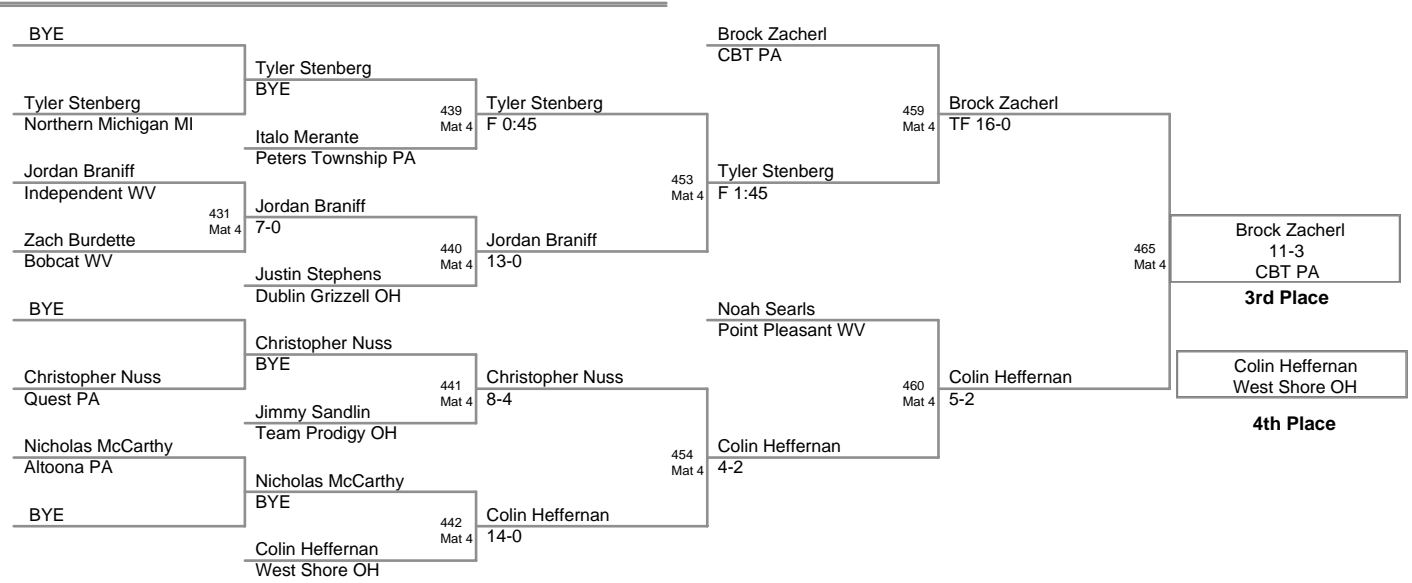 BYE
Tyler Stenberg
Northern Michigan MI
Jordan Braniff
Independent WV
Zach Burdette
Bobcat WV
BYE
Christopher Nuss
Quest PA
Nicholas McCarthy
Altoona PA
BYE
431
Mat 4
Tyler Stenberg
BYE
Italo Merante
Peters Township PA
Jordan Braniff
7-0
Justin Stephens
Dublin Grizzell OH
Christopher Nuss
BYE
Jimmy Sandlin
Team Prodigy OH
Nicholas McCarthy
BYE
Colin Heffernan
West Shore OH
439
Mat 4
440
Mat 4
441
Mat 4
442
Mat 4
Tyler Stenberg
F 0:45
Jordan Braniff
13-0
Christopher Nuss
8-4
Colin Heffernan
14-0
453
Mat 4
454
Mat 4
Brock Zacherl
CBT PA
Tyler Stenberg
F 1:45
Noah Searls
Point Pleasant WV
Colin Heffernan
4-2
459
Mat 4
460
Mat 4
Brock Zacherl
TF 16-0
Colin Heffernan
5-2
465
Mat 4
Brock Zacherl
11-3
CBT PA
3rd Place
Colin Heffernan
West Shore OH
4th Place